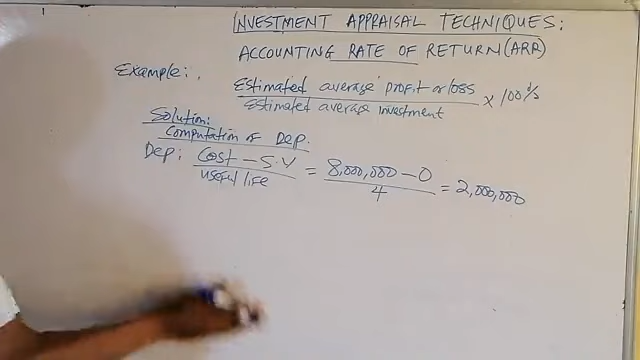 INVESTMENT APPRAISAL TECHNIQUES:
ACCOUNTING RATE OF RETURN (ARR)
Example:
Estimated average profit or loss
Estimated average investment
× 100%
Solution:
Computation of Dep:
Dep: Cost - S.V = 8,000,000 - 0 = 2,000,000
useful life 4